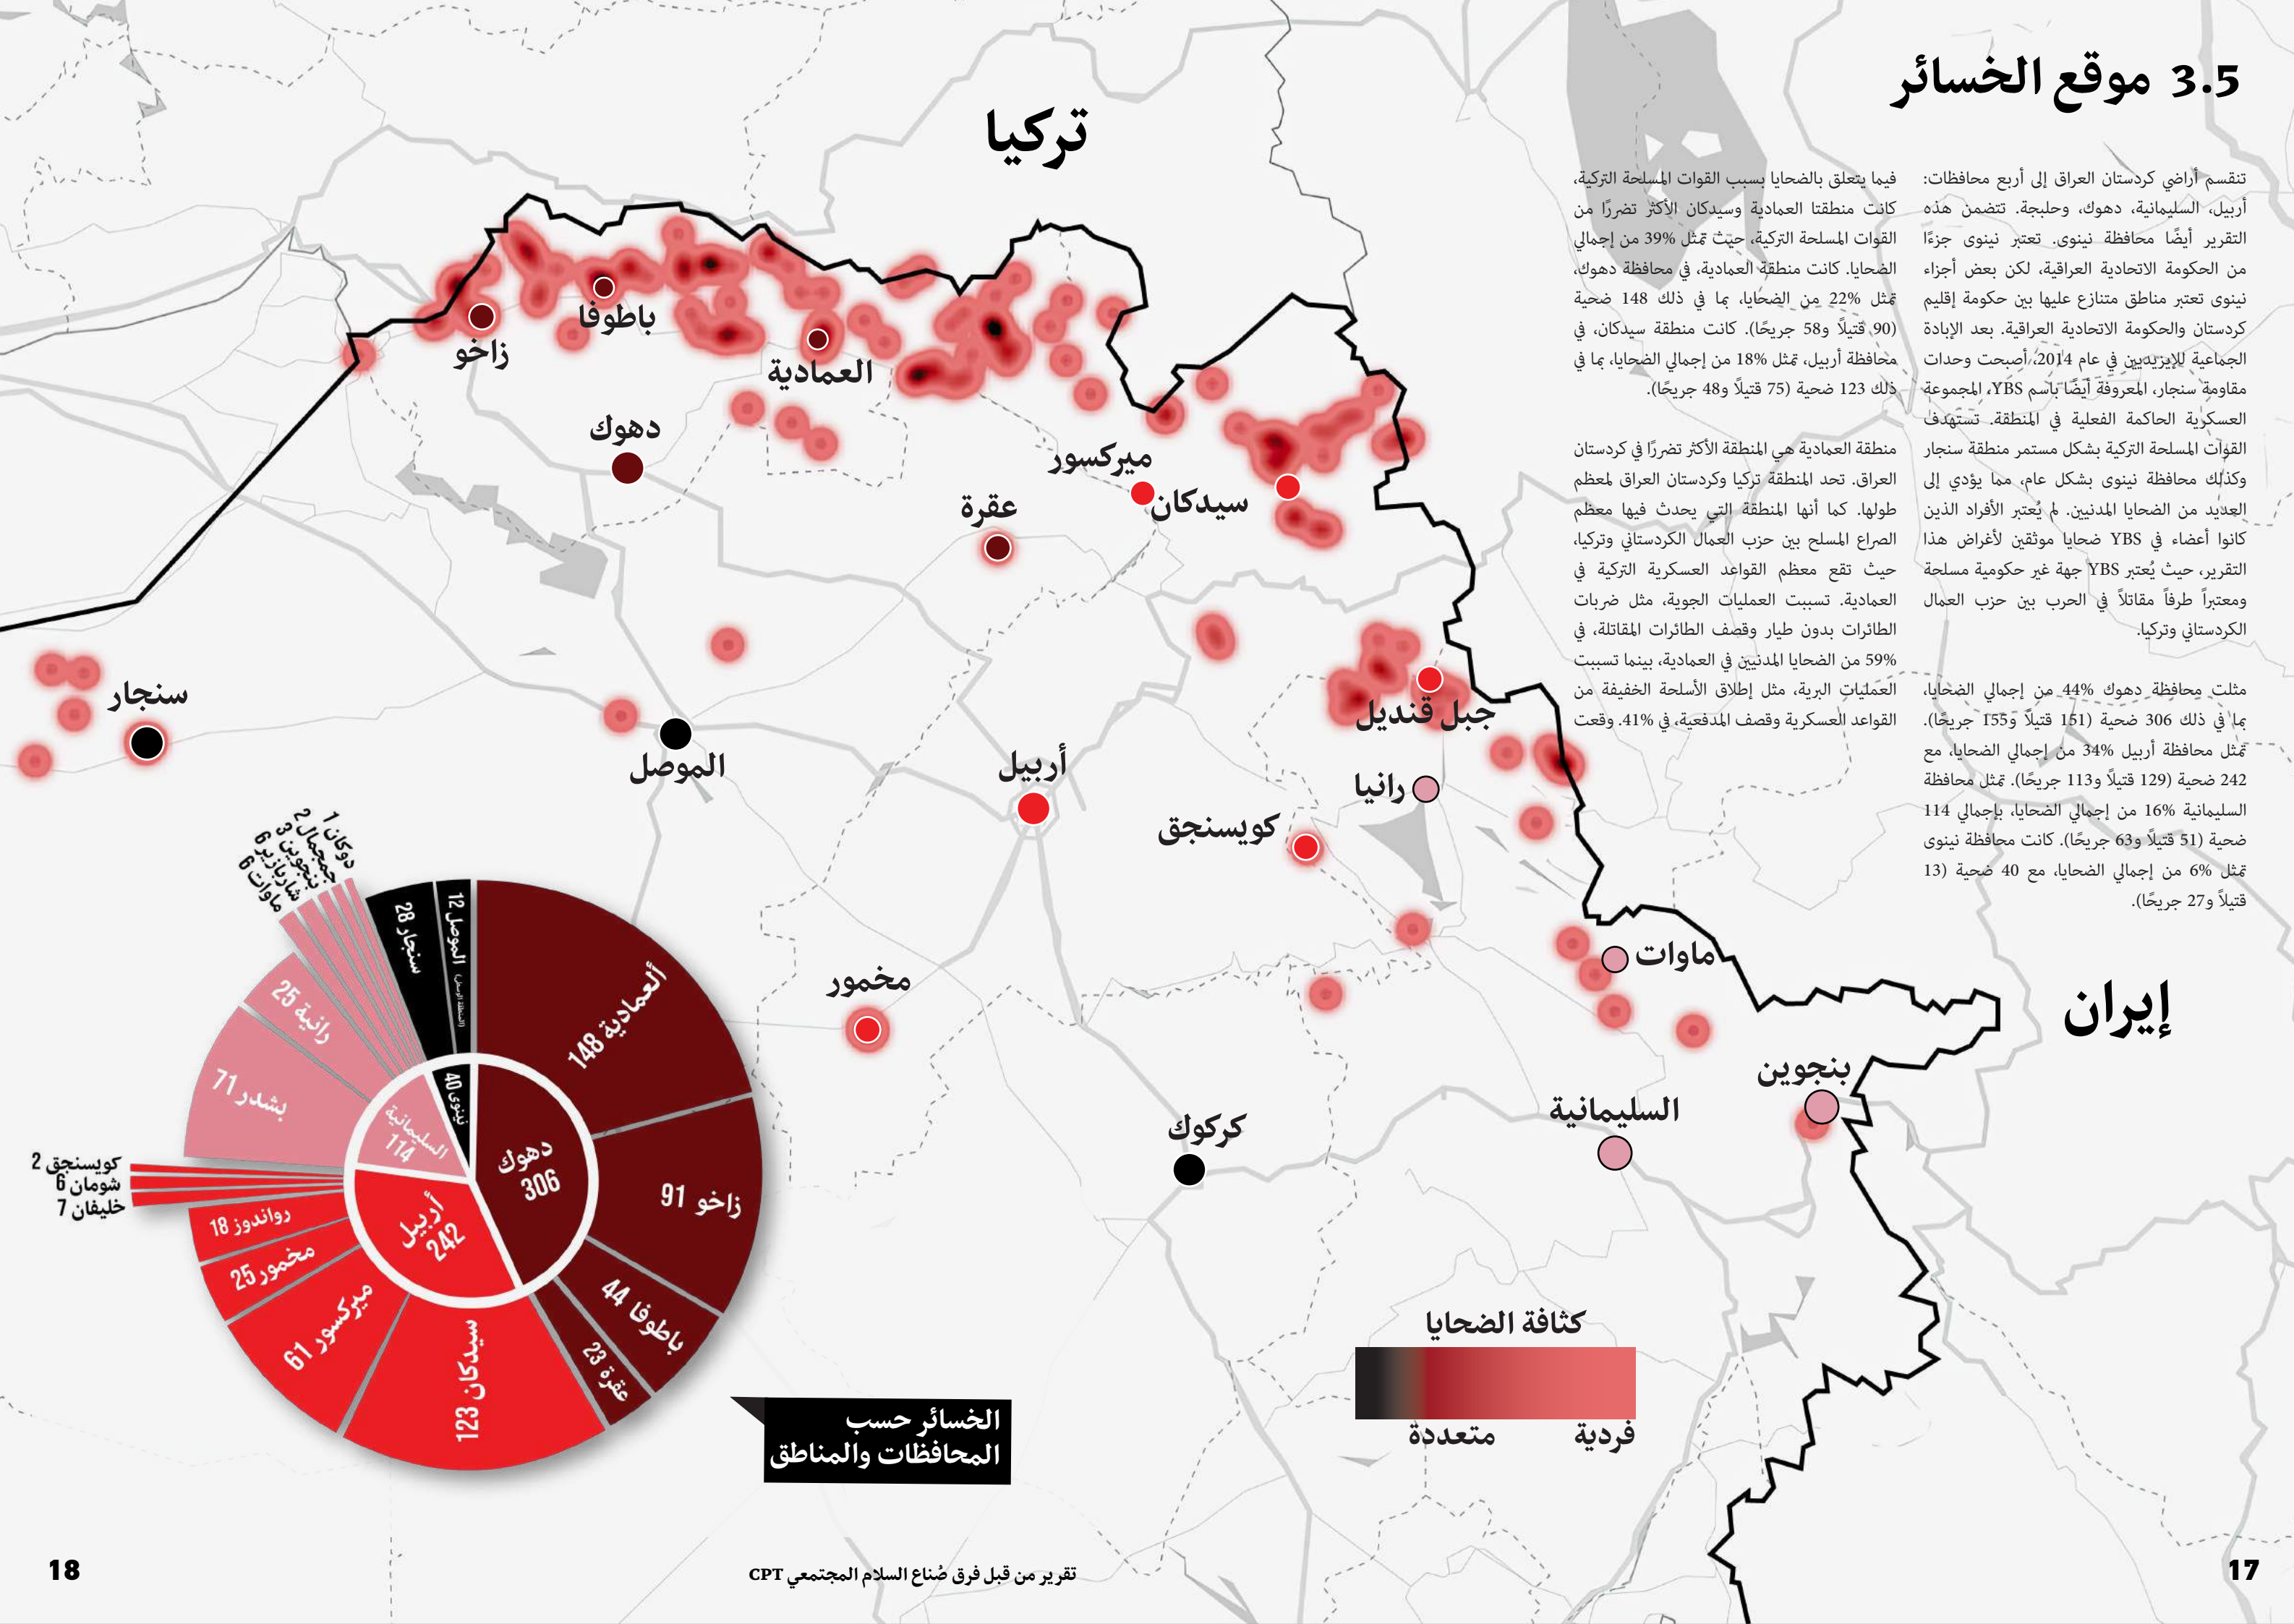 3.5 موقع الخسائر
تنقسم أراضي كردستان العراق إلى أربع محافظات:
أربيل، السليمانية، دهوك، وحلبجة. تتضمن هذه
التقرير أيضًا محافظة نينوى. تعتبر نينوى جزءًا
من الحكومة الاتحادية العراقية، لكن بعض أجزاء
نينوى تعتبر مناطق متنازع عليها بين حكومة إقليم
كردستان والحكومة الاتحادية العراقية. بعد الإبادة
الجماعية للإيزيديين في عام 2014، أصبحت وحدات
مقاومة سنجار، المعروفة أيضًا باسم YBS، المجموعة
العسكرية الحاكمة الفعلية في المنطقة. تستهدف
القوات المسلحة التركية بشكل مستمر منطقة سنجار
وكذلك محافظة نينوى بشكل عام، مما يؤدي إلى
العديد من الضحايا المدنيين. لم يُعتبر الأفراد الذين
كانوا أعضاء في YBS ضحايا موثقين لأغراض هذا
التقرير، حيث يُعتبر YBS جهة غير حكومية مسلحة
ومعتبراً طرفاً مقاتلاً في الحرب بين حزب العمال
الكردستاني وتركيا.
مثلت محافظة دهوك 44% من إجمالي الضحايا،
بما في ذلك 306 ضحية (151 قتيلًا و155 جريحًا).
تمثل محافظة أربيل 34% من إجمالي الضحايا، مع
242 ضحية (129 قتيلًا و113 جريحًا). تمثل محافظة
السليمانية 16% من إجمالي الضحايا، بإجمالي 114
ضحية (51 قتيلًا و63 جريحًا). كانت محافظة نينوى
تمثل 6% من إجمالي الضحايا، مع 40 ضحية (13
قتيلاً و27 جريحًا).
فيما يتعلق بالضحايا بسبب القوات المسلحة التركية،
كانت منطقتا العمادية وسيدكان الأكثر تضررًا من
القوات المسلحة التركية، حيث تمثل 39% من إجمالي
الضحايا. كانت منطقة العمادية، في محافظة دهوك،
تمثل 22% من الضحايا، بما في ذلك 148 ضحية
(90 قتيلاً و58 جريحًا). كانت منطقة سيدكان، في
محافظة أربيل، تمثل 18% من إجمالي الضحايا، بما في
ذلك 123 ضحية (75 قتيلاً و48 جريحًا).
منطقة العمادية هي المنطقة الأكثر تضررًا في كردستان
العراق. تحد المنطقة تركيا وكردستان العراق لمعظم
طولها. كما أنها المنطقة التي يحدث فيها معظم
الصراع المسلح بين حزب العمال الكردستاني وتركيا،
حيث تقع معظم القواعد العسكرية التركية في
العمادية. تسببت العمليات الجوية، مثل ضربات
الطائرات بدون طيار وقصف الطائرات المقاتلة، في
59% من الضحايا المدنيين في العمادية، بينما تسببت
العمليات البرية، مثل إطلاق الأسلحة الخفيفة من
القواعد العسكرية وقصف المدفعية، في 41%. وقعت
تركيا
إيران
باطوفا
زاخو
العمادية
دهوك
ميركسور
سيدكان
عقرة
سنجار
الموصل
أربيل
جبل قنديل
رانيا
كويسنجق
ماوات
مخمور
بنجوين
السليمانية
كركوك
دوكان 1
جمجمال 2
بنجوين 3
شاربازير 6
ماوات 6
الموصل 12
(المنطقة الوسطى)
سنجار 28
رانية 25
بشدر 71
كويسنجق 2
شومان 6
خليفان 7
رواندوز 18
مخمور 25
ميركسور 61
سيدكان 123
عقرة 23
باطوفا 44
زاخو 91
ألعمادية 148
نينوى 40
السليمانية
114
دهوك
306
أربيل
242
الخسائر حسب
المحافظات والمناطق
كثافة الضحايا
فردية
متعددة
17
تقرير من قبل فرق صُناع السلام المجتمعي CPT
18